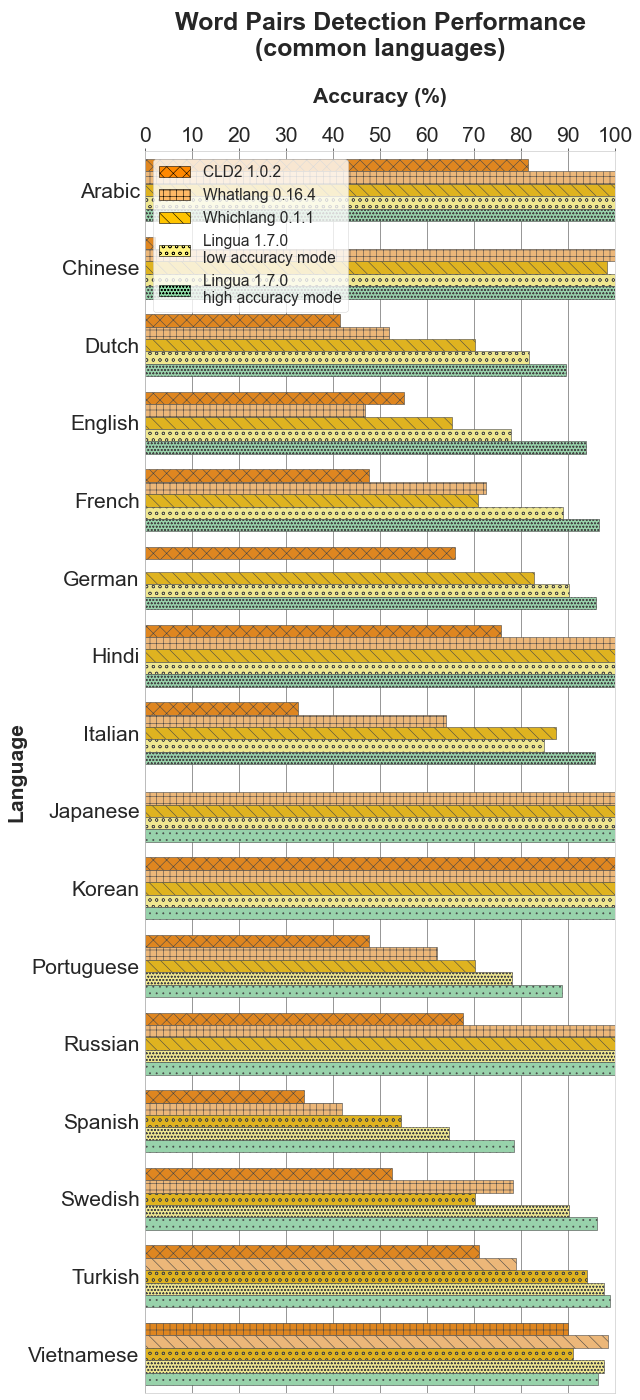 Word Pairs Detection Performance
(common languages)
Accuracy (%)
0 10 20 30 40 50 60 70 80 90 100
CLD2 1.0.2
Whatlang 0.16.4
Whichlang 0.1.1
Lingua 1.7.0
low accuracy mode
Lingua 1.7.0
high accuracy mode
Language
Arabic
Chinese
Dutch
English
French
German
Hindi
Italian
Japanese
Korean
Portuguese
Russian
Spanish
Swedish
Turkish
Vietnamese